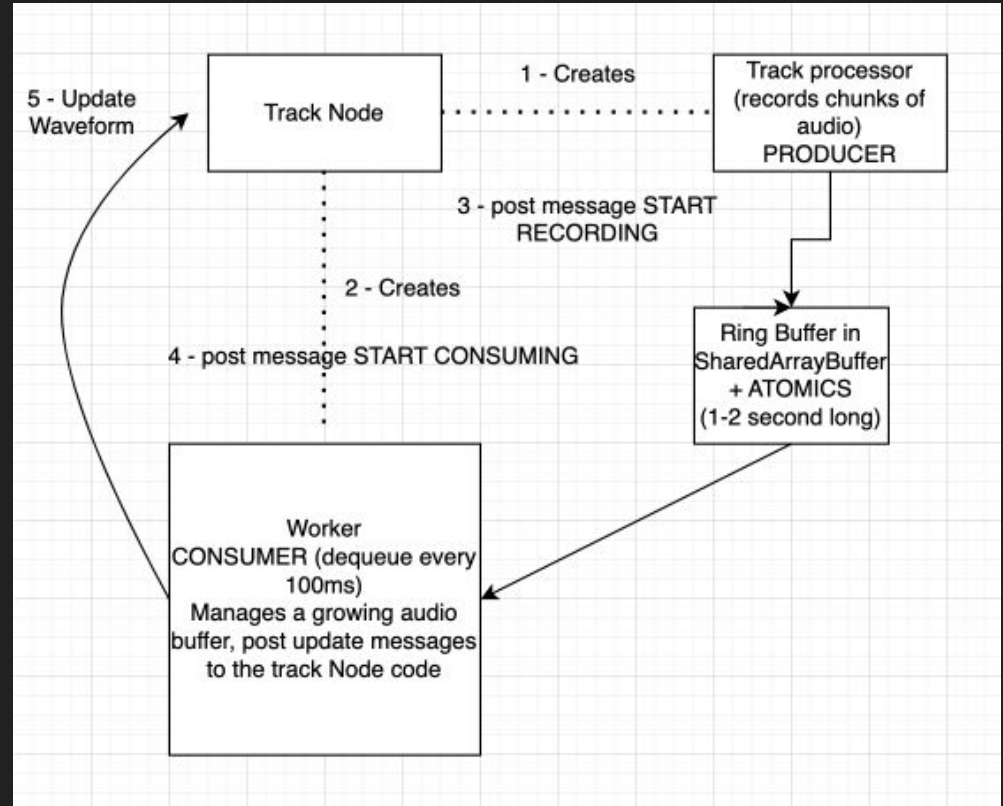 5 - Update
Waveform
Track Node
1 - Creates
Track processor
(records chunks of
audio)
PRODUCER
3 - post message START
RECORDING
2 - Creates
4 - post message START CONSUMING
Ring Buffer in
SharedArrayBuffer
+ ATOMICS
(1-2 second long)
Worker
CONSUMER (dequeue every
100ms)
Manages a growing audio
buffer, post update messages
to the track Node code